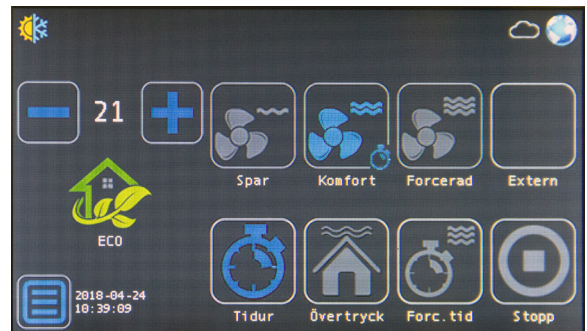 21
Spar
Komfort
Forcerad
Extern
ECO
2018-04-24
10:39:09
Tidur
Övertryck
Forc.tid
Stopp